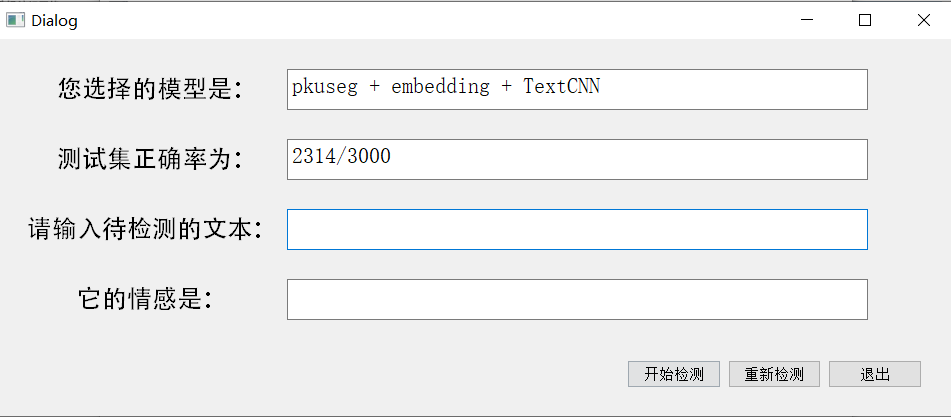 Dialog
您选择的模型是： pkuseg + embedding + TextCNN
测试集正确率为： 2314/3000
请输入待检测的文本：
它的情感是：
开始检测 重新检测 退出